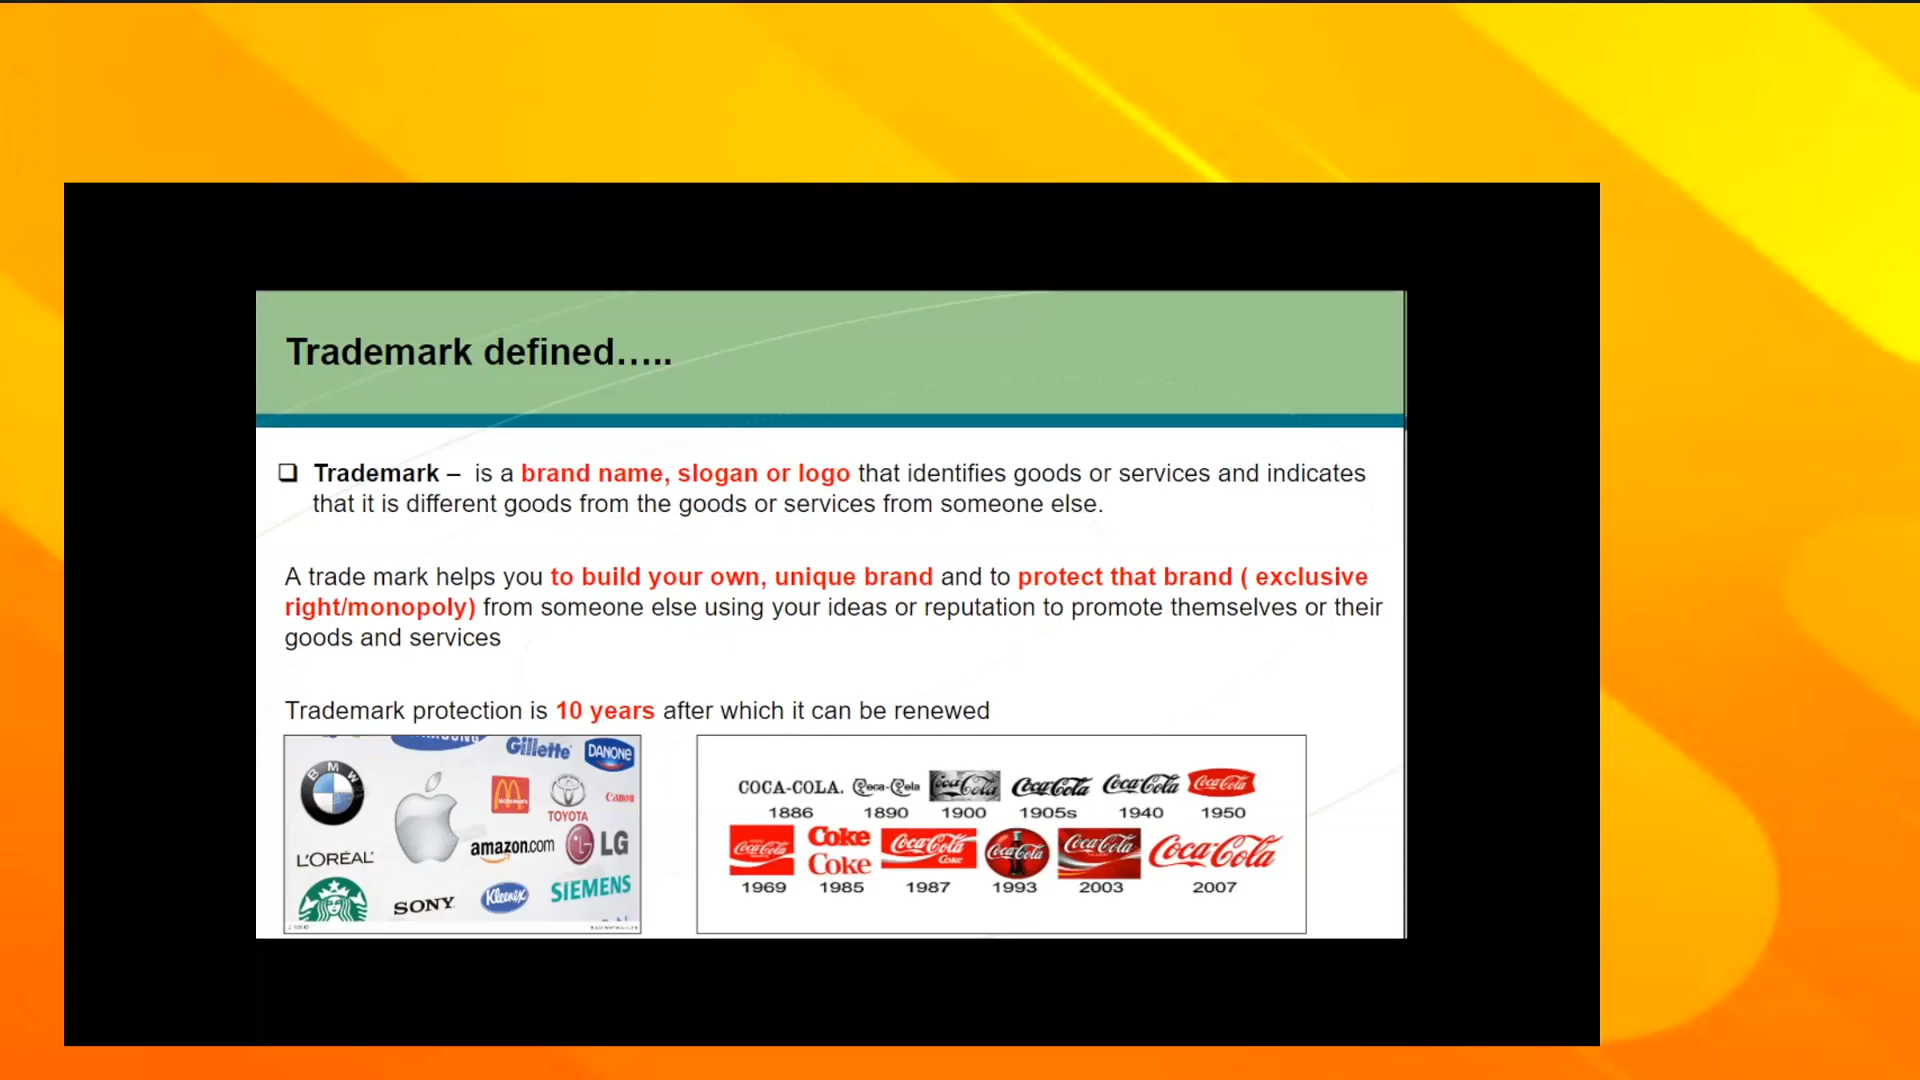 Trademark defined…..
Trademark – is a brand name, slogan or logo that identifies goods or services and indicates
that it is different goods from the goods or services from someone else.
A trade mark helps you to build your own, unique brand and to protect that brand ( exclusive
right/monopoly) from someone else using your ideas or reputation to promote themselves or their
goods and services
Trademark protection is 10 years after which it can be renewed
SAMSUNG
Gillette
DANONE
BMW
McDonald's
TOYOTA
Canon
L'ORÉAL
amazon.com
LG
SONY
Kleenex
SIEMENS
COCA-COLA. Coca-Cola Coca-Cola Coca-Cola Coca-Cola Coca-Cola
1886 1890 1900 1905s 1940 1950
Coca-Cola Coke Coke Coca-Cola Coke Coca-Cola Coca-Cola Coca-Cola
1969 1985 1987 1993 2003 2007